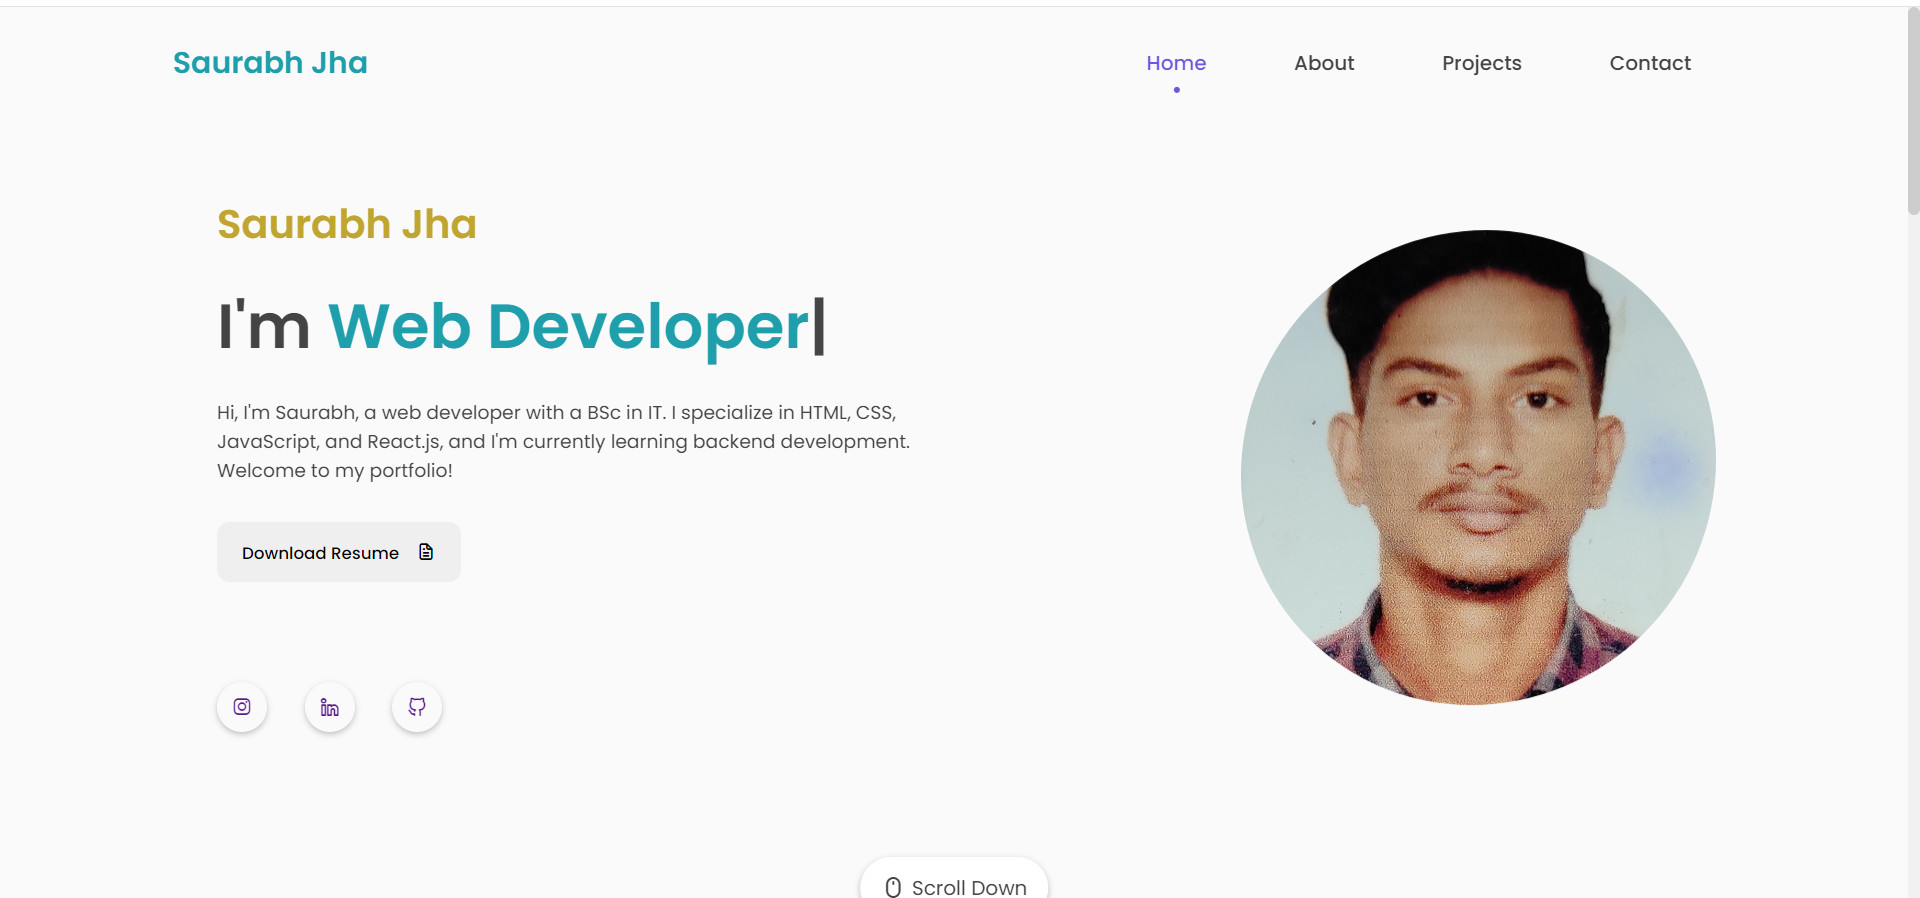 Saurabh Jha
Home About Projects Contact
Saurabh Jha
I'm Web Developer|
Hi, I'm Saurabh, a web developer with a BSc in IT. I specialize in HTML, CSS,
JavaScript, and React.js, and I'm currently learning backend development.
Welcome to my portfolio!
Download Resume
Scroll Down